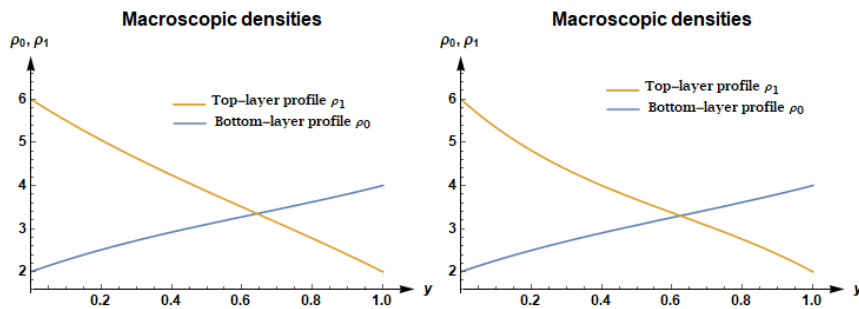 Macroscopic densities
ρ0, ρ1
6
5
4
3
2
Top–layer profile ρ1
Bottom–layer profile ρ0
0.2
0.4
0.6
0.8
1.0
y
Macroscopic densities
ρ0, ρ1
6
5
4
3
2
Top–layer profile ρ1
Bottom–layer profile ρ0
0.2
0.4
0.6
0.8
1.0
y